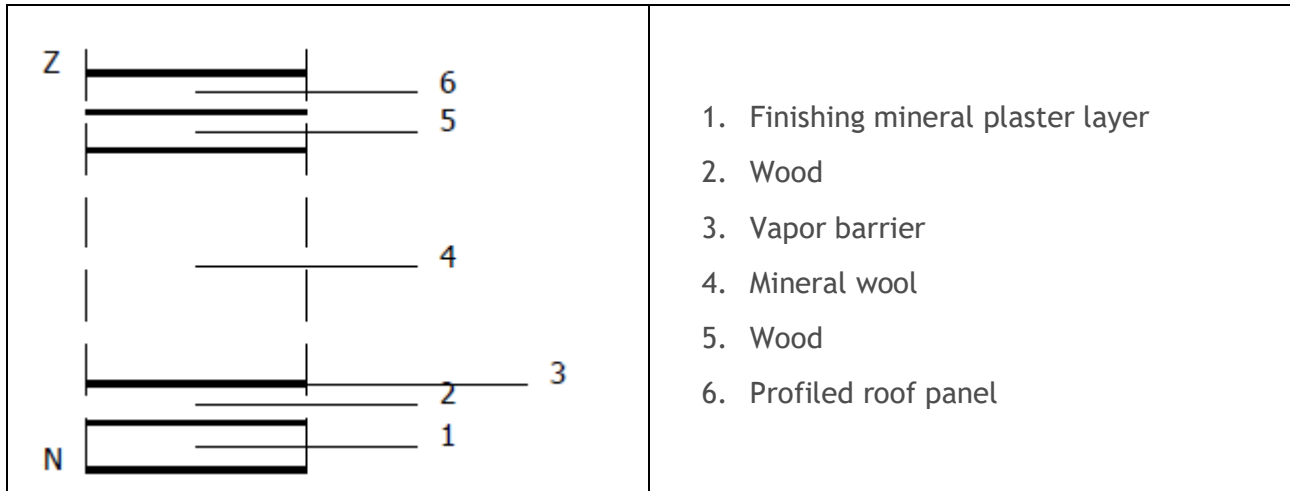 Z
6
5
4
3
2
1
N
1. Finishing mineral plaster layer
2. Wood
3. Vapor barrier
4. Mineral wool
5. Wood
6. Profiled roof panel